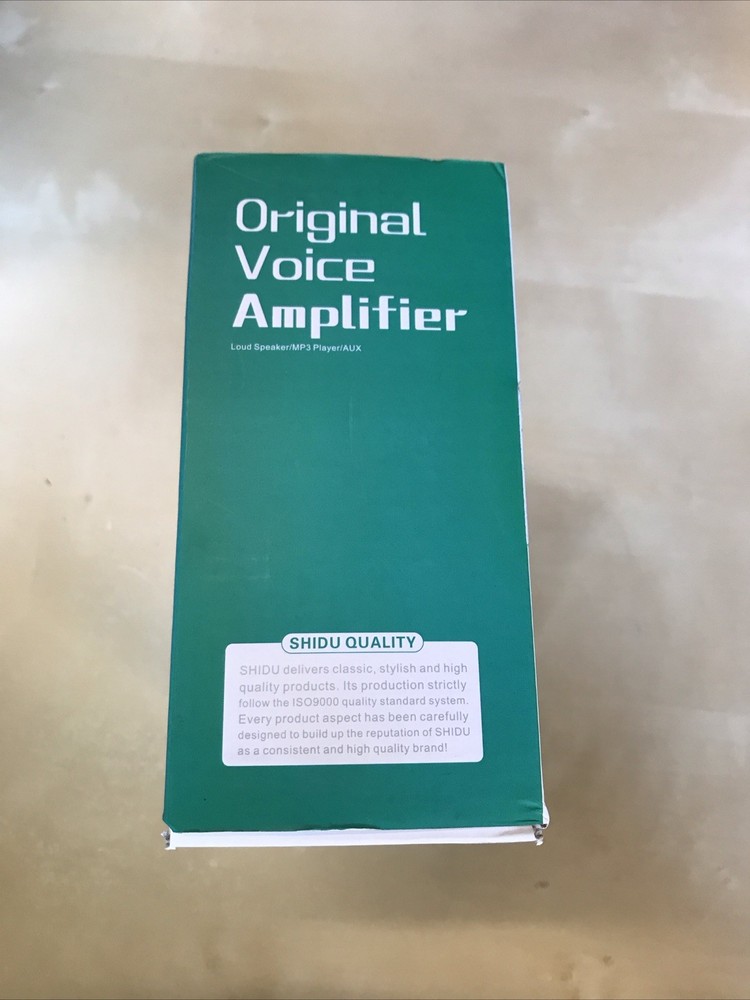 Original
Voice
Amplifier
Loud Speaker/MP3 Player/AUX
SHIDU QUALITY
SHIDU delivers classic, stylish and high
quality products. Its production strictly
follow the ISO9000 quality standard system.
Every product aspect has been carefully
designed to build up the reputation of SHIDU
as a consistent and high quality brand!